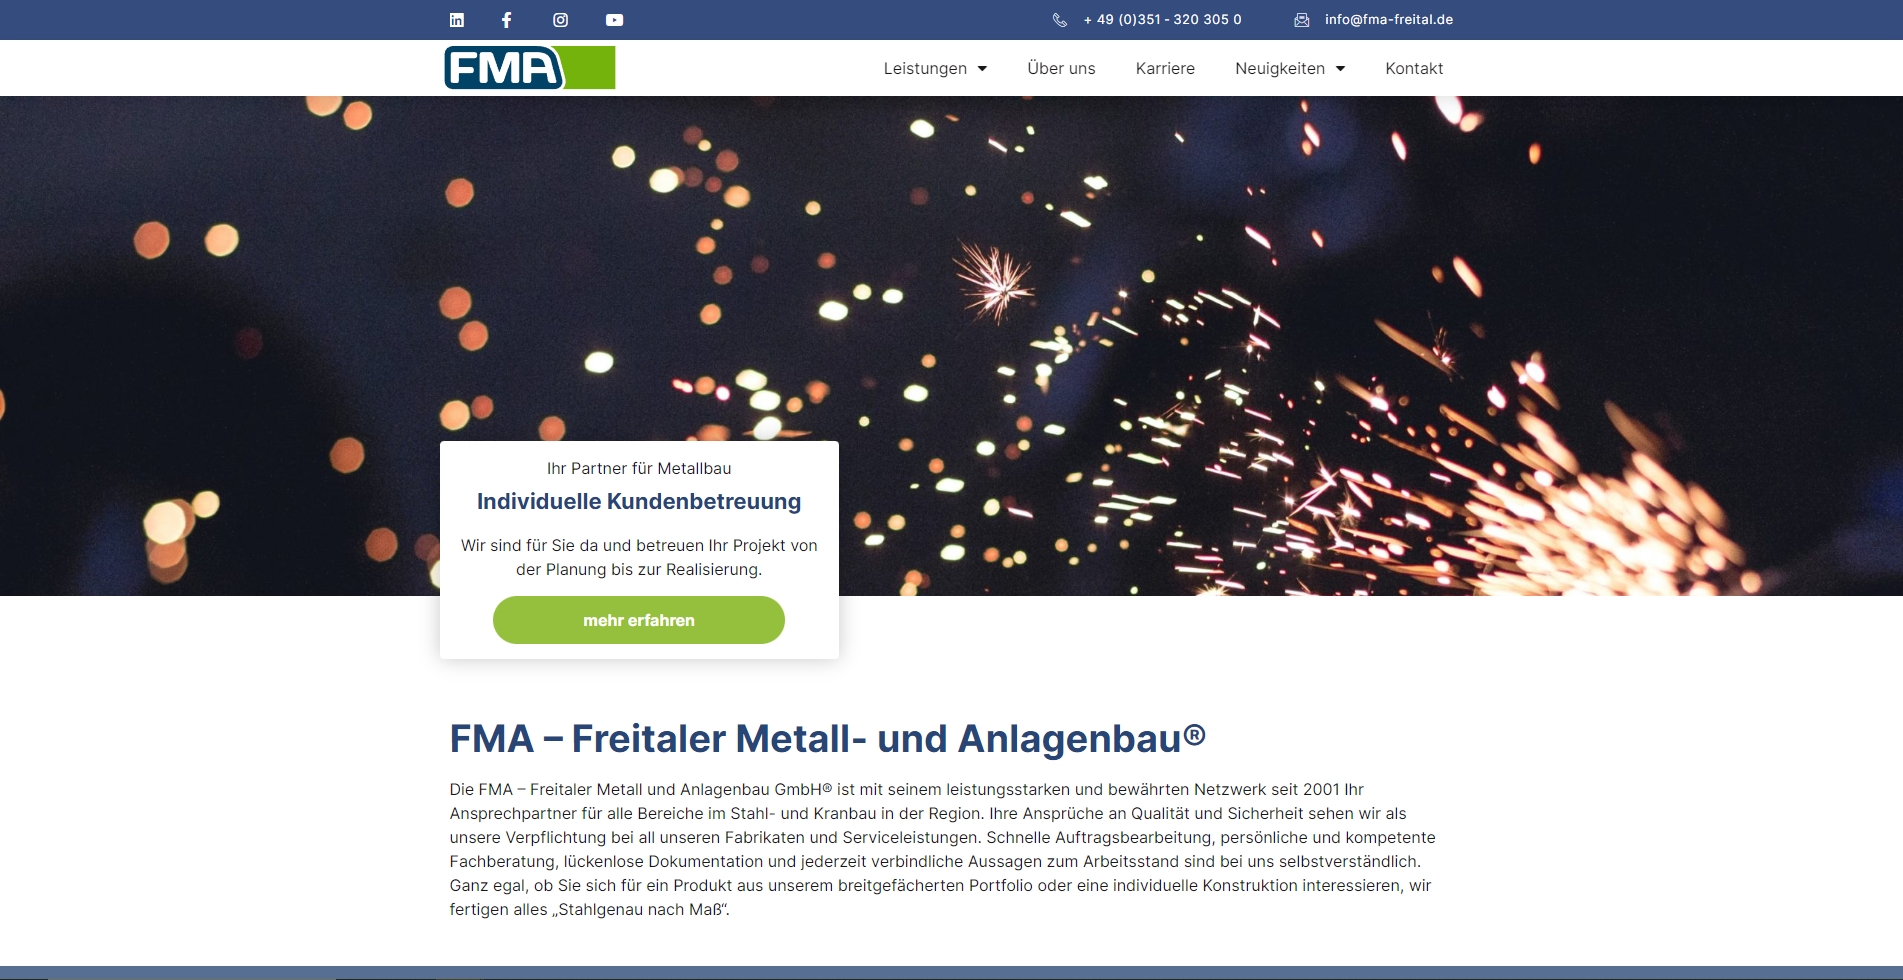 + 49 (0)351 - 320 305 0
info@fma-freital.de
FMA
Leistungen
Über uns
Karriere
Neuigkeiten
Kontakt
Ihr Partner für Metallbau
Individuelle Kundenbetreuung
Wir sind für Sie da und betreuen Ihr Projekt von
der Planung bis zur Realisierung.
mehr erfahren
FMA – Freitaler Metall- und Anlagenbau®
Die FMA – Freitaler Metall und Anlagenbau GmbH® ist mit seinem leistungsstarken und bewährten Netzwerk seit 2001 Ihr
Ansprechpartner für alle Bereiche im Stahl- und Kranbau in der Region. Ihre Ansprüche an Qualität und Sicherheit sehen wir als
unsere Verpflichtung bei all unseren Fabrikaten und Serviceleistungen. Schnelle Auftragsbearbeitung, persönliche und kompetente
Fachberatung, lückenlose Dokumentation und jederzeit verbindliche Aussagen zum Arbeitsstand sind bei uns selbstverständlich.
Ganz egal, ob Sie sich für ein Produkt aus unserem breitgefächerten Portfolio oder eine individuelle Konstruktion interessieren, wir
fertigen alles „Stahlgenau nach Maß“.